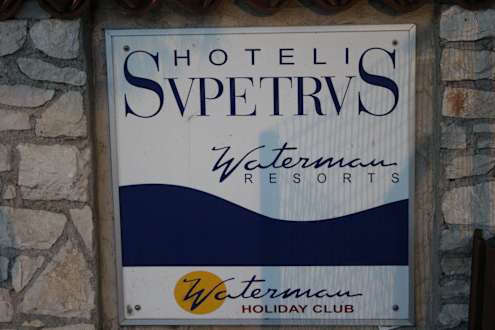 HOTELI
SVPETRVS
Waterman
RESORTS
Waterman
HOLIDAY CLUB